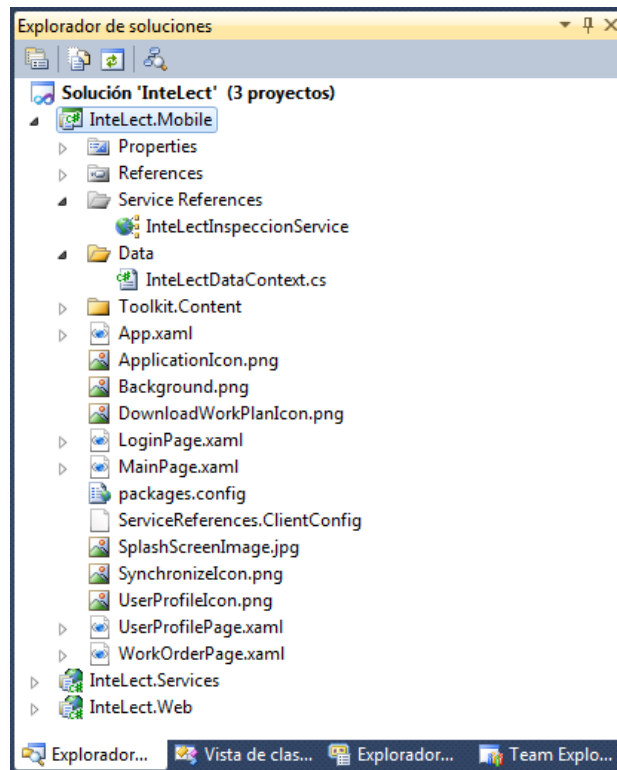 Explorador de soluciones
Solución 'InteLect' (3 proyectos)
InteLect.Mobile
Properties
References
Service References
InteLectInspeccionService
Data
InteLectDataContext.cs
Toolkit.Content
App.xaml
ApplicationIcon.png
Background.png
DownloadWorkPlanIcon.png
LoginPage.xaml
MainPage.xaml
packages.config
ServiceReferences.ClientConfig
SplashScreenImage.jpg
SynchronizeIcon.png
UserProfileIcon.png
UserProfilePage.xaml
WorkOrderPage.xaml
InteLect.Services
InteLect.Web
Explorador... Vista de clas... Explorador... Team Explo...